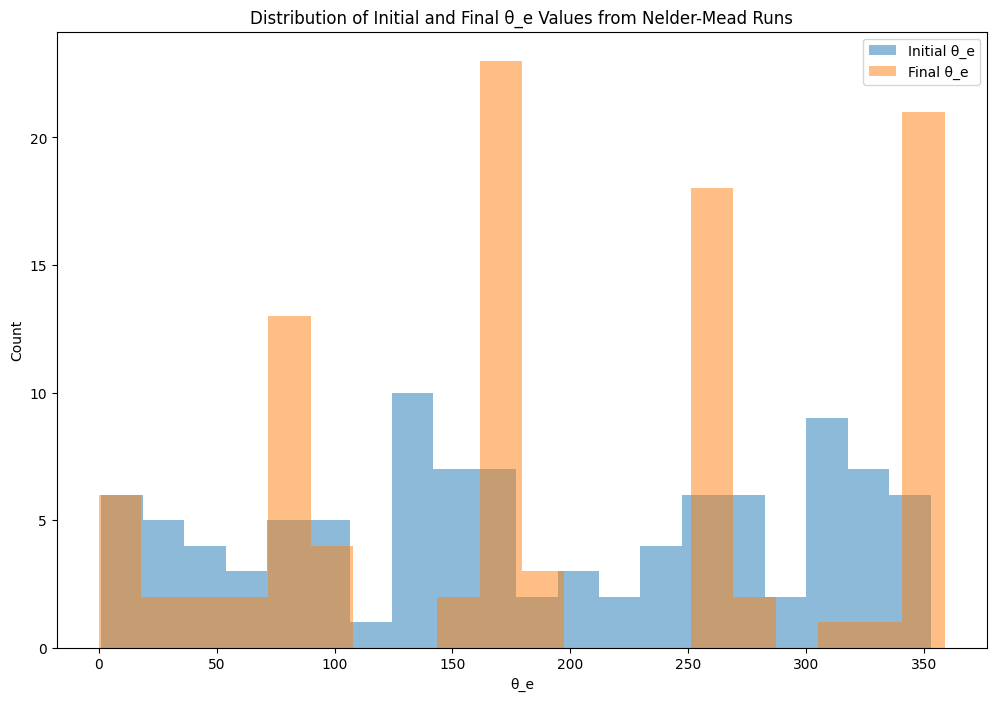 Distribution of Initial and Final θ_e Values from Nelder-Mead Runs
Initial θ_e
Final θ_e
Count
20
15
10
5
0
0 50 100 150 200 250 300 350
θ_e